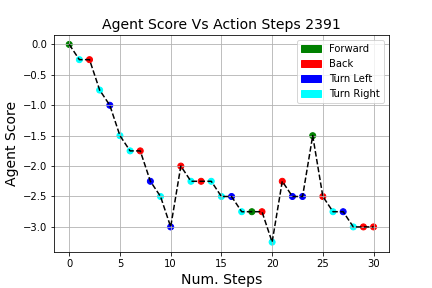 Agent Score Vs Action Steps 2391
Agent Score
0.0
−0.5
−1.0
−1.5
−2.0
−2.5
−3.0
Forward
Back
Turn Left
Turn Right
0 5 10 15 20 25 30
Num. Steps